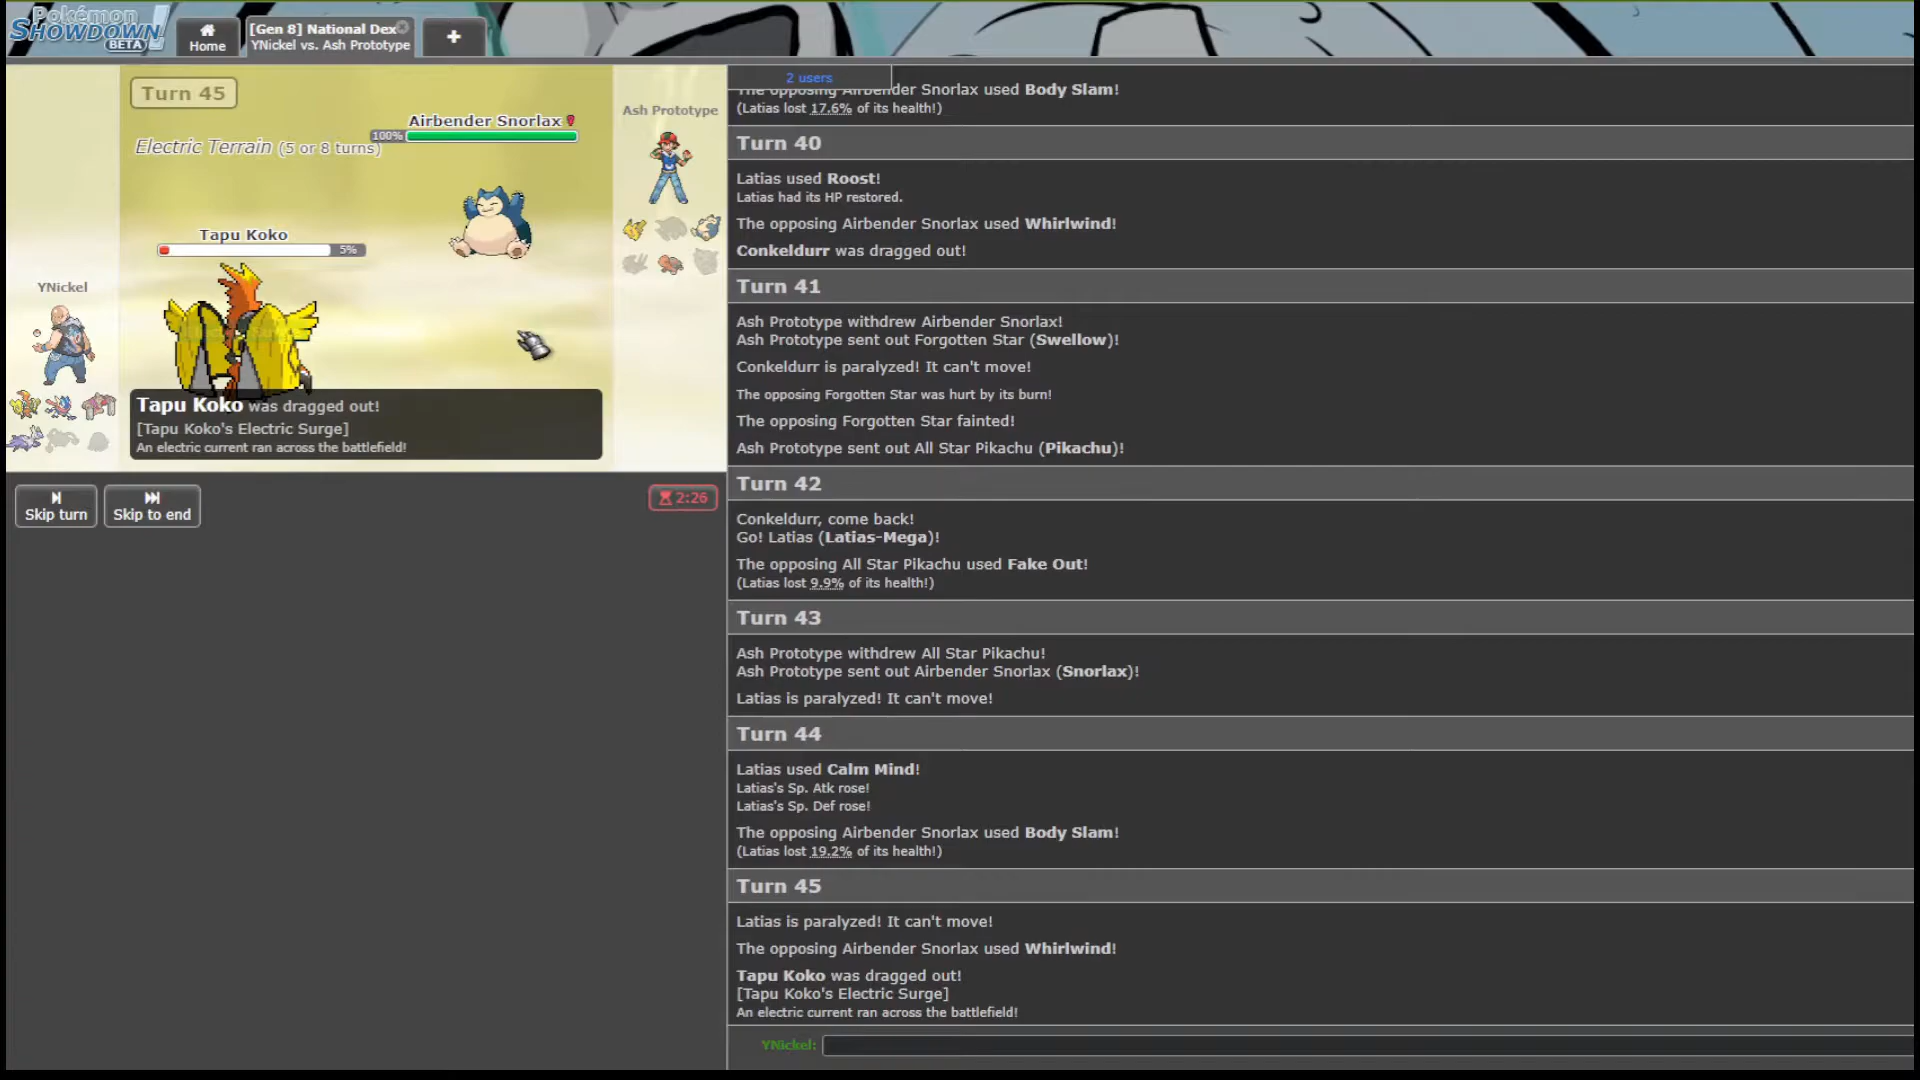 Pokémon
SHOWDOWN!
BETA
Home
[Gen 8] National Dex
YNickel vs. Ash Prototype
+
Turn 45
Electric Terrain (5 or 8 turns)
Airbender Snorlax
100%
Ash Prototype
Tapu Koko
5%
YNickel
Tapu Koko was dragged out!
[Tapu Koko's Electric Surge]
An electric current ran across the battlefield!
Skip turn
Skip to end
2:26
2 users
The opposing Airbender Snorlax used Body Slam!
(Latias lost 17.6% of its health!)
Turn 40
Latias used Roost!
Latias had its HP restored.
The opposing Airbender Snorlax used Whirlwind!
Conkeldurr was dragged out!
Turn 41
Ash Prototype withdrew Airbender Snorlax!
Ash Prototype sent out Forgotten Star (Swellow)!
Conkeldurr is paralyzed! It can't move!
The opposing Forgotten Star was hurt by its burn!
The opposing Forgotten Star fainted!
Ash Prototype sent out All Star Pikachu (Pikachu)!
Turn 42
Conkeldurr, come back!
Go! Latias (Latias-Mega)!
The opposing All Star Pikachu used Fake Out!
(Latias lost 9.9% of its health!)
Turn 43
Ash Prototype withdrew All Star Pikachu!
Ash Prototype sent out Airbender Snorlax (Snorlax)!
Latias is paralyzed! It can't move!
Turn 44
Latias used Calm Mind!
Latias's Sp. Atk rose!
Latias's Sp. Def rose!
The opposing Airbender Snorlax used Body Slam!
(Latias lost 19.2% of its health!)
Turn 45
Latias is paralyzed! It can't move!
The opposing Airbender Snorlax used Whirlwind!
Tapu Koko was dragged out!
[Tapu Koko's Electric Surge]
An electric current ran across the battlefield!
YNickel: